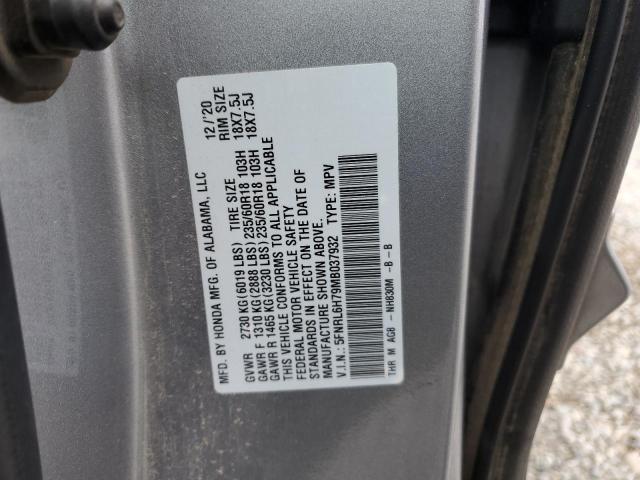 MFD. BY HONDA MFG. OF ALABAMA, LLC 12/'20
GVWR 2730 KG(6019 LBS) TIRE SIZE RIM SIZE
GAWR F 1310 KG(2888 LBS)235/60R18 103H 18X7.5J
GAWR R 1465 KG(3230 LBS)235/60R18 103H 18X7.5J
THIS VEHICLE CONFORMS TO ALL APPLICABLE
FEDERAL MOTOR VEHICLE SAFETY
STANDARDS IN EFFECT ON THE DATE OF
MANUFACTURE SHOWN ABOVE.
V.I.N.: 5FNRL6H79MB037932 TYPE: MPV
THR M AG8 - NH830M -B -B